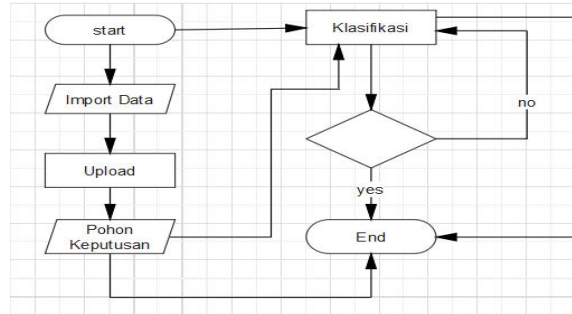 start
Import Data
Upload
Pohon
Keputusan
Klasifikasi
no
yes
End